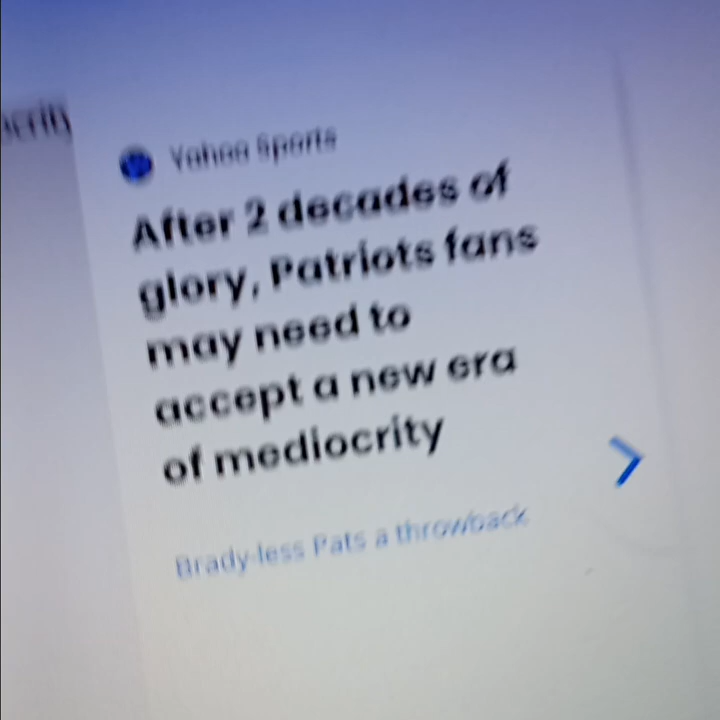 ocrity
Yahoo Sports
After 2 decades of
glory, Patriots fans
may need to
accept a new era
of mediocrity
Brady-less Pats a throwback